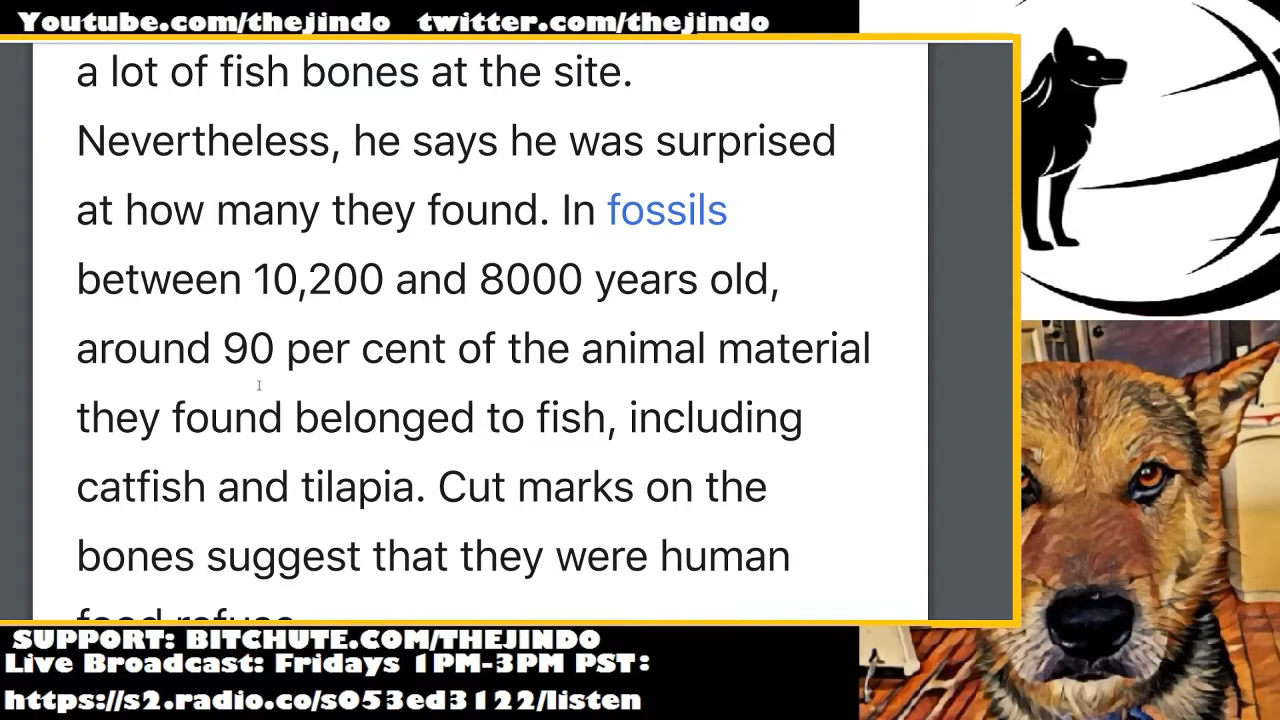 Youtube.com/thejindo twitter.com/thejindo
a lot of fish bones at the site.
Nevertheless, he says he was surprised
at how many they found. In fossils
between 10,200 and 8000 years old,
around 90 per cent of the animal material
they found belonged to fish, including
catfish and tilapia. Cut marks on the
bones suggest that they were human
food refuse
SUPPORT: BITCHUTE.COM/THEJINDO
Live Broadcast: Fridays 1PM-3PM PST:
https://s2.radio.co/s053ed3122/listen